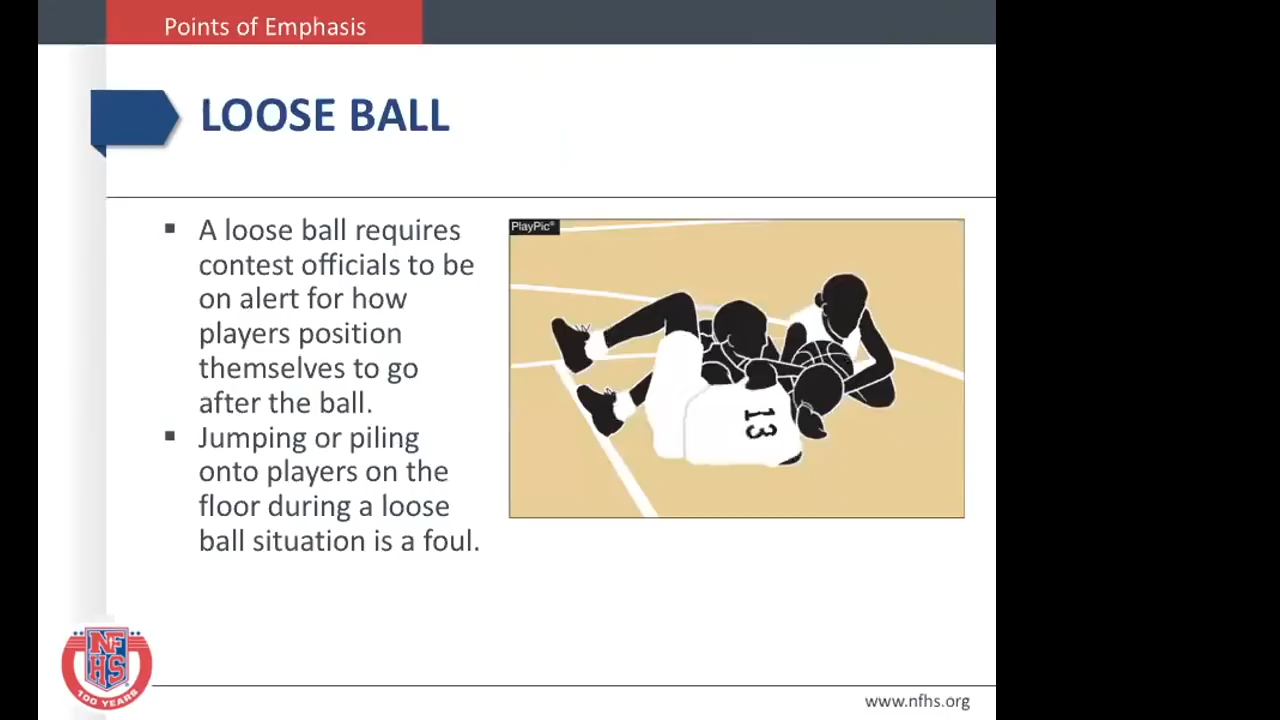 Points of Emphasis
LOOSE BALL
▪ A loose ball requires
contest officials to be
on alert for how
players position
themselves to go
after the ball.
▪ Jumping or piling
onto players on the
floor during a loose
ball situation is a foul.
PlayPic®
13
NF
HS
100 YEARS
www.nfhs.org